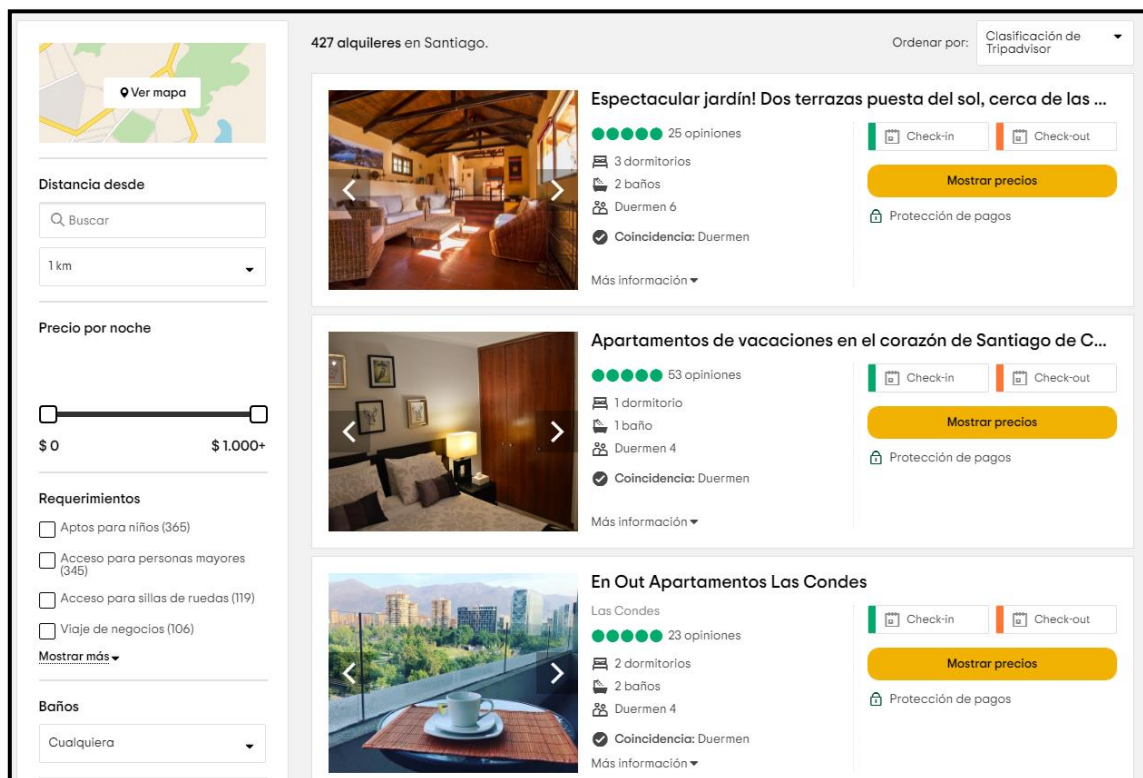 Ver mapa
Distancia desde
Buscar
1 km
Precio por noche
$ 0
$ 1.000+
Requerimientos
Aptos para niños (365)
Acceso para personas mayores
(345)
Acceso para sillas de ruedas (119)
Viaje de negocios (106)
Mostrar más
Baños
Cualquiera
427 alquileres en Santiago.
Ordenar por:
Clasificación de
Tripadvisor
Espectacular jardín! Dos terrazas puesta del sol, cerca de las ...
25 opiniones
3 dormitorios
2 baños
Duermen 6
Coincidencia: Duermen
Más información
Check-in
Check-out
Mostrar precios
Protección de pagos
Apartamentos de vacaciones en el corazón de Santiago de C...
53 opiniones
1 dormitorio
1 baño
Duermen 4
Coincidencia: Duermen
Más información
Check-in
Check-out
Mostrar precios
Protección de pagos
En Out Apartamentos Las Condes
Las Condes
23 opiniones
2 dormitorios
2 baños
Duermen 4
Coincidencia: Duermen
Más información
Check-in
Check-out
Mostrar precios
Protección de pagos